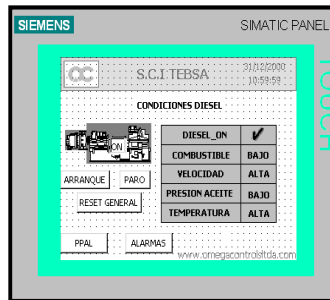 SIEMENS
SIMATIC PANEL
TOUCH
OC
S.C.I TEBSA
31/12/2000
10:59:59
CONDICIONES DIESEL
ON
DIESEL_ON
COMBUSTIBLE BAJO
VELOCIDAD ALTA
PRESION ACEITE BAJO
TEMPERATURA ALTA
ARRANQUE PARO
RESET GENERAL
PPAL ALARMAS
www.omegacontrolsltda.com